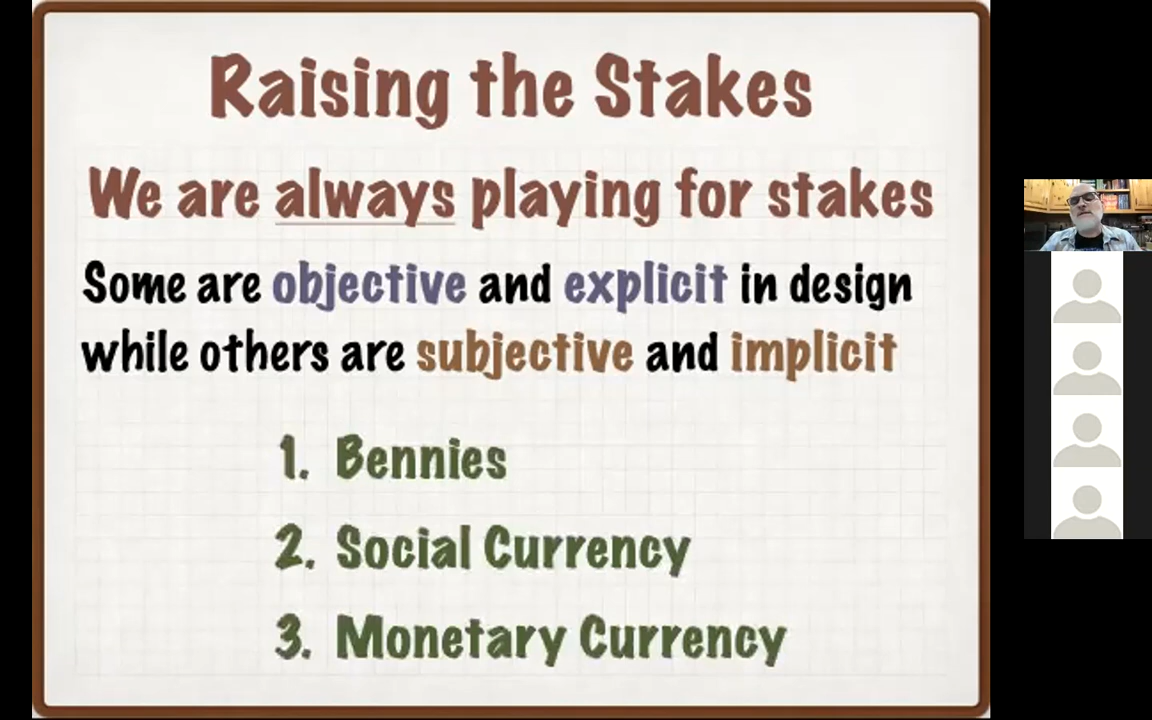 Raising the Stakes
We are always playing for stakes
Some are objective and explicit in design
while others are subjective and implicit
1. Bennies
2. Social Currency
3. Monetary Currency